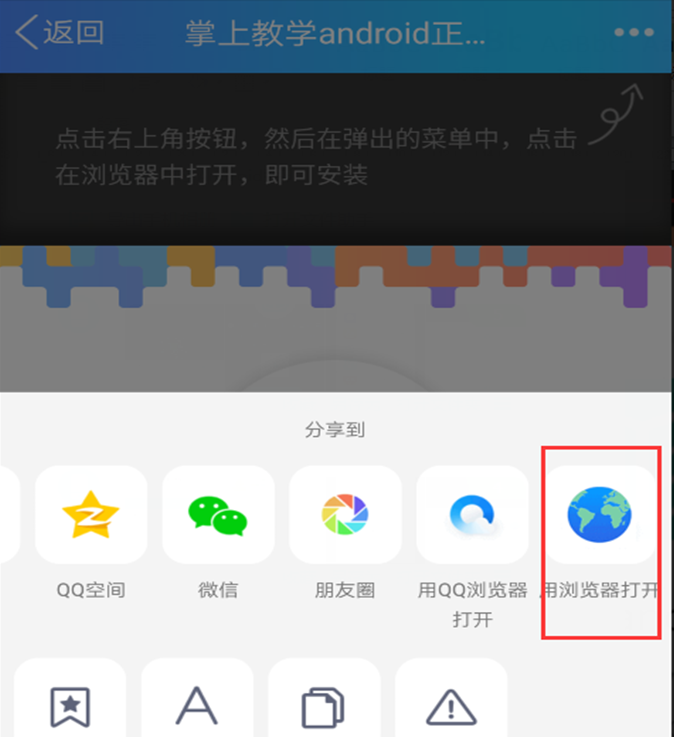 返回
掌上教学android正...
点击右上角按钮，然后在弹出的菜单中，点击
在浏览器中打开，即可安装
分享到
QQ空间
微信
朋友圈
用QQ浏览器
打开
用浏览器打开